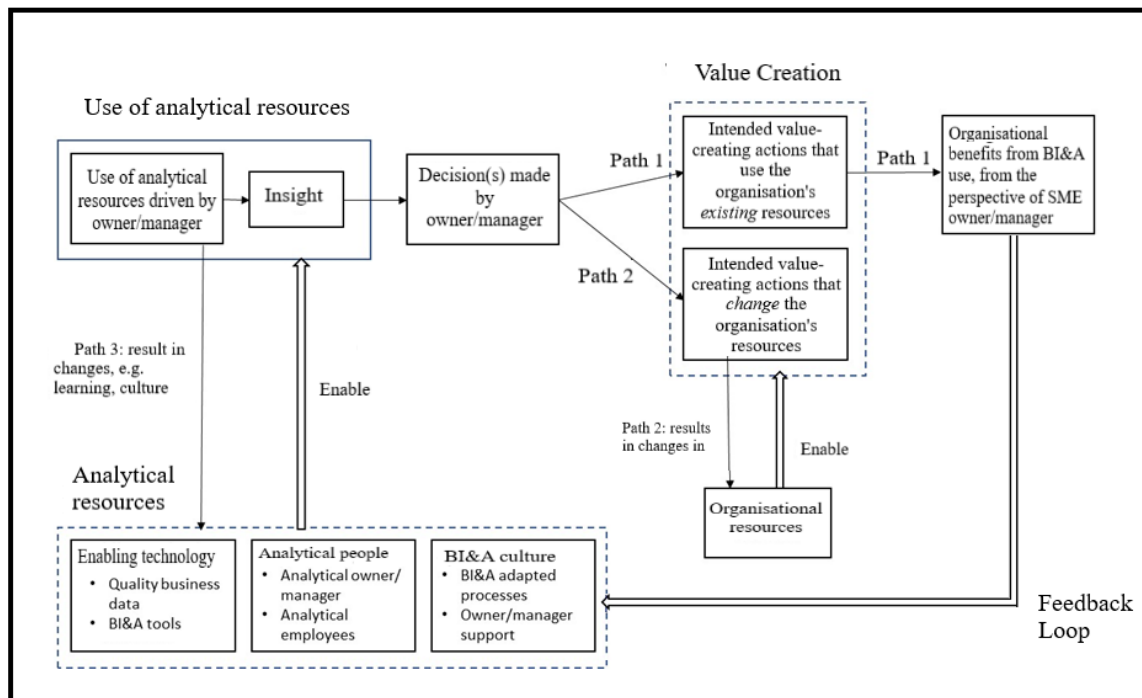 Value Creation
Use of analytical resources
Use of analytical
resources driven by
owner/manager
Insight
Decision(s) made
by
owner/manager
Path 1
Path 2
Intended value-
creating actions that
use the
organisation's
existing resources
Path 1
Organisational
benefits from BI&A
use, from the
perspective of SME
owner/manager
Intended value-
creating actions that
change the
organisation's
resources
Path 3: result in
changes, e.g.
learning, culture
Enable
Path 2: results
in changes in
Enable
Organisational
resources
Analytical
resources
Enabling technology
• Quality business
data
• BI&A tools
Analytical people
• Analytical owner/
manager
• Analytical
employees
BI&A culture
• BI&A adapted
processes
• Owner/manager
support
Feedback
Loop